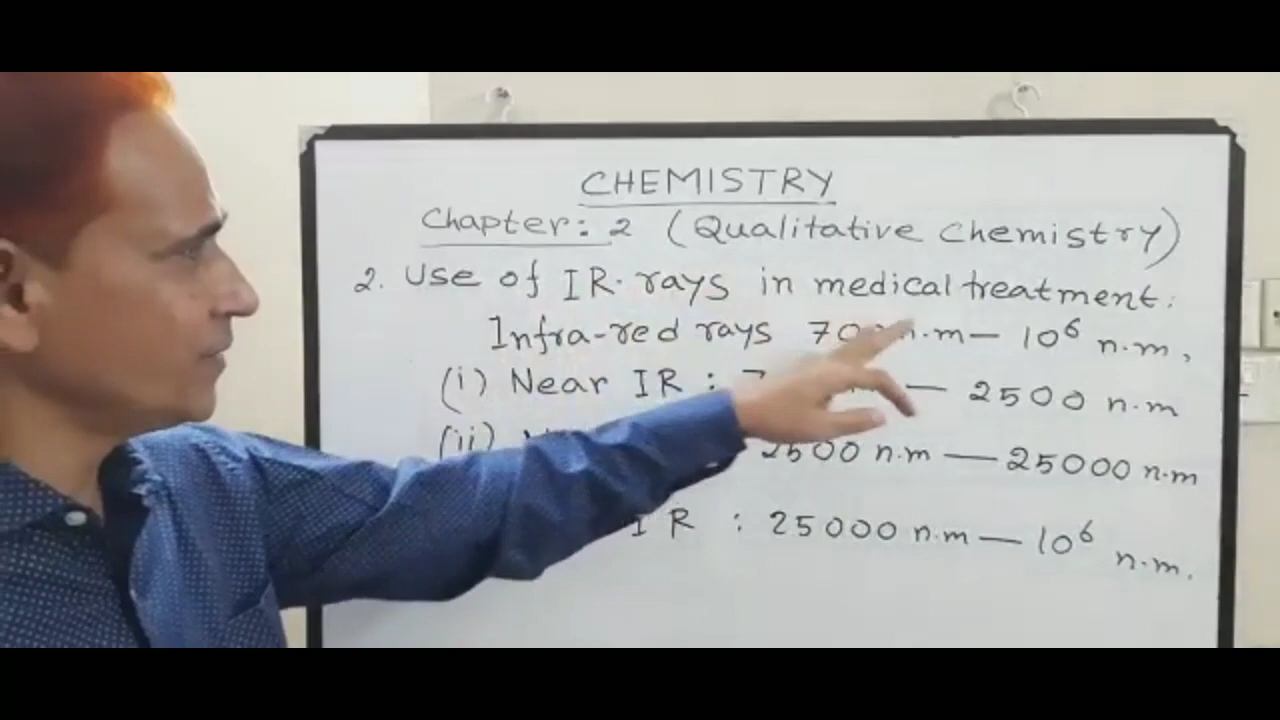 CHEMISTRY
Chapter: 2 (Qualitative Chemistry)
2. Use of IR. rays in medical treatment:
Infra-red rays n.m — 10⁶ n.m,
(i) Near IR : — 2500 n.m
(ii) 2500 n.m — 25000 n.m
IR : 25000 n.m — 10⁶ n.m.